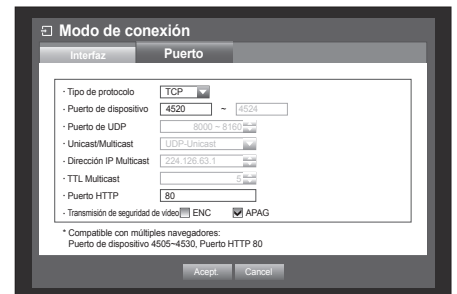 Modo de conexión
Interfaz Puerto
- Tipo de protocolo TCP
- Puerto de dispositivo 4520 ~ 4524
- Puerto de UDP 8000 ~ 8160
- Unicast/Multicast UDP-Unicast
- Dirección IP Multicast 224.126.63.1
- TTL Multicast 5
- Puerto HTTP 80
- Transmisión de seguridad de vídeo ENC APAG
* Compatible con múltiples navegadores:
Puerto de dispositivo 4505~4530, Puerto HTTP 80
Acept. Cancel